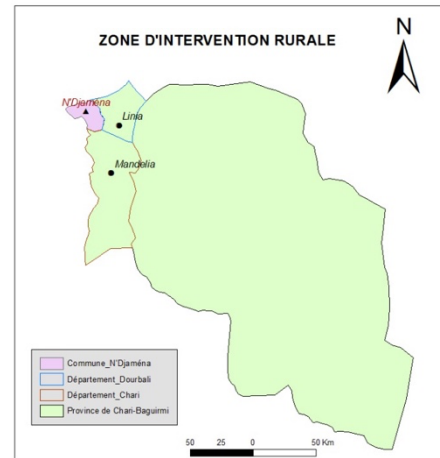 ZONE D'INTERVENTION RURALE
N
N'Djaména
Linia
Mandelia
Commune_N'Djaména
Département_Dourbali
Département_Chari
Province de Chari-Baguirmi
50 25 0 50 Km